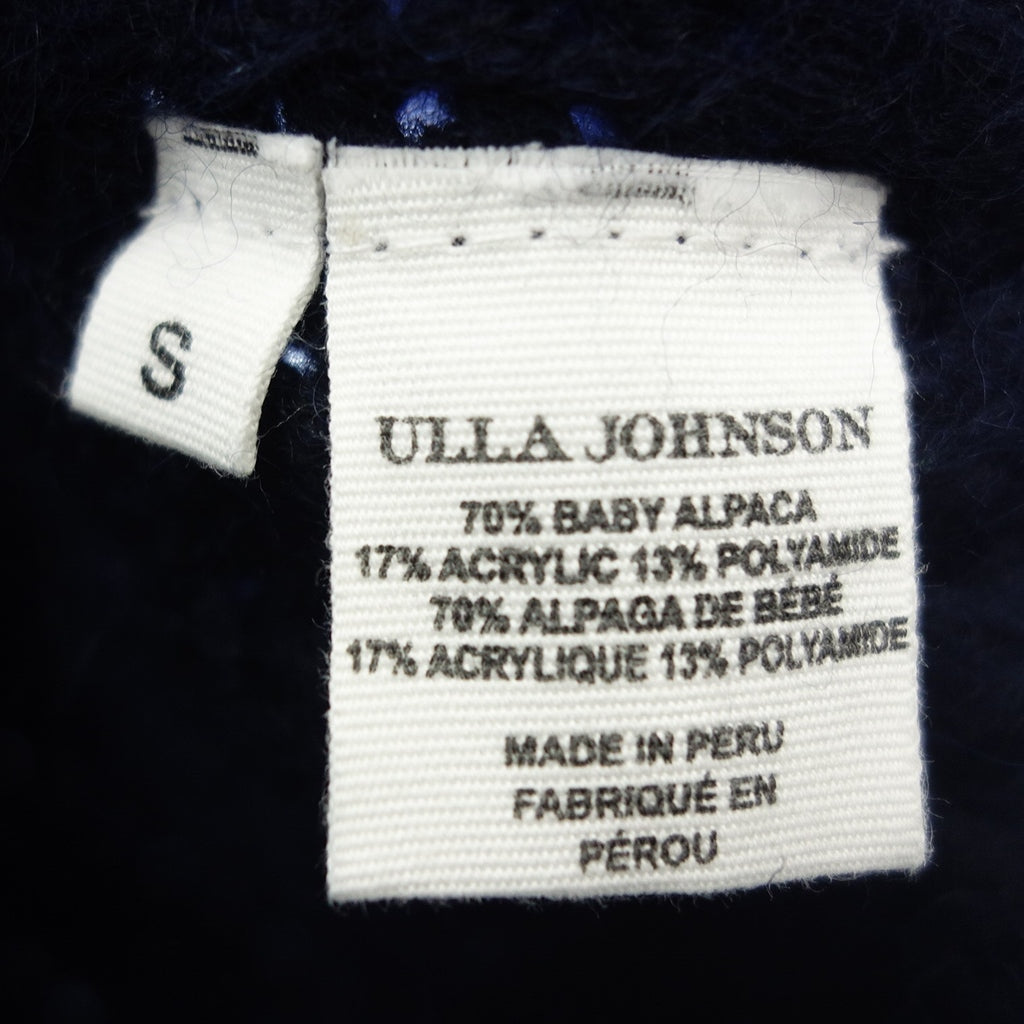 S
ULLA JOHNSON
70% BABY ALPACA
17% ACRYLIC 13% POLYAMIDE
70% ALPAGA DE BÉBÉ
17% ACRYLIQUE 13% POLYAMIDE
MADE IN PERU
FABRIQUÉ EN
PÉROU